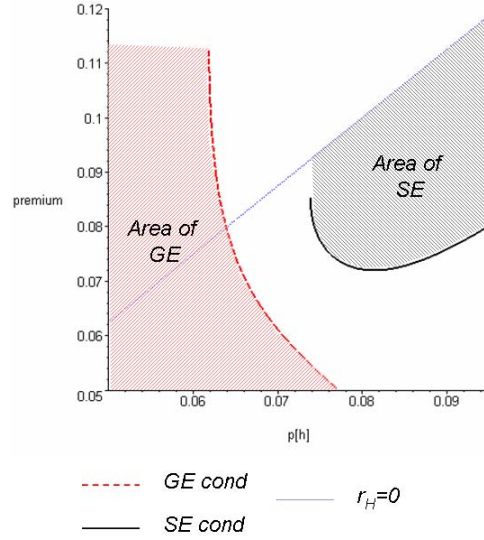 0.12
0.11
0.1
0.09
premium
0.08
0.07
0.06
0.05
Area of
GE
Area of
SE
0.06
0.07
0.08
0.09
p[h]
GE cond
r_H=0
SE cond